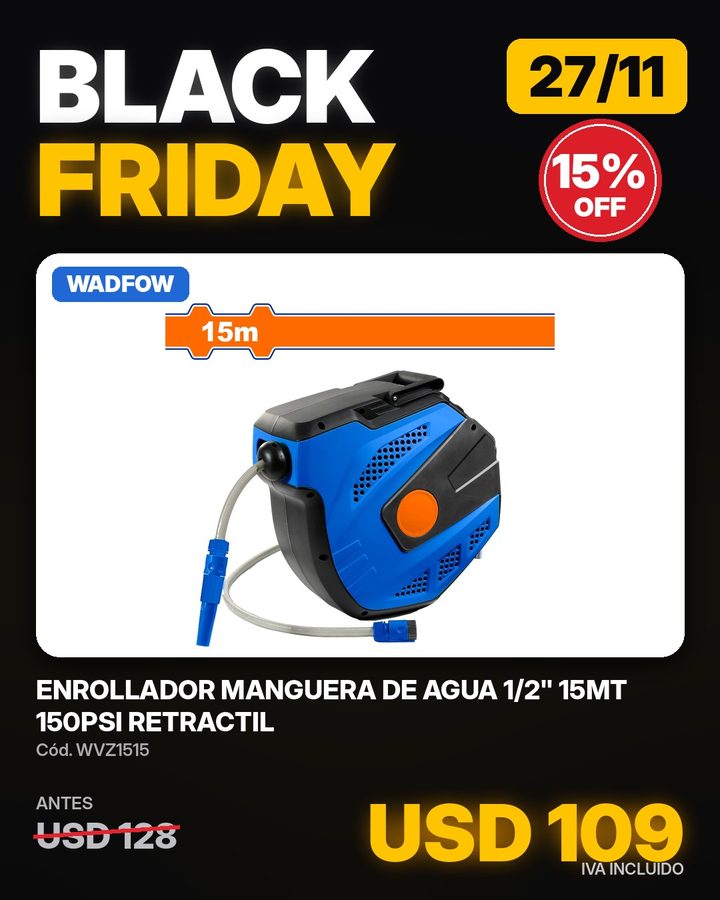 BLACK
FRIDAY
27/11
15%
OFF
WADFOW
15m
ENROLLADOR MANGUERA DE AGUA 1/2" 15MT
150PSI RETRACTIL
Cód. WVZ1515
ANTES
USD 128
USD 109
IVA INCLUIDO